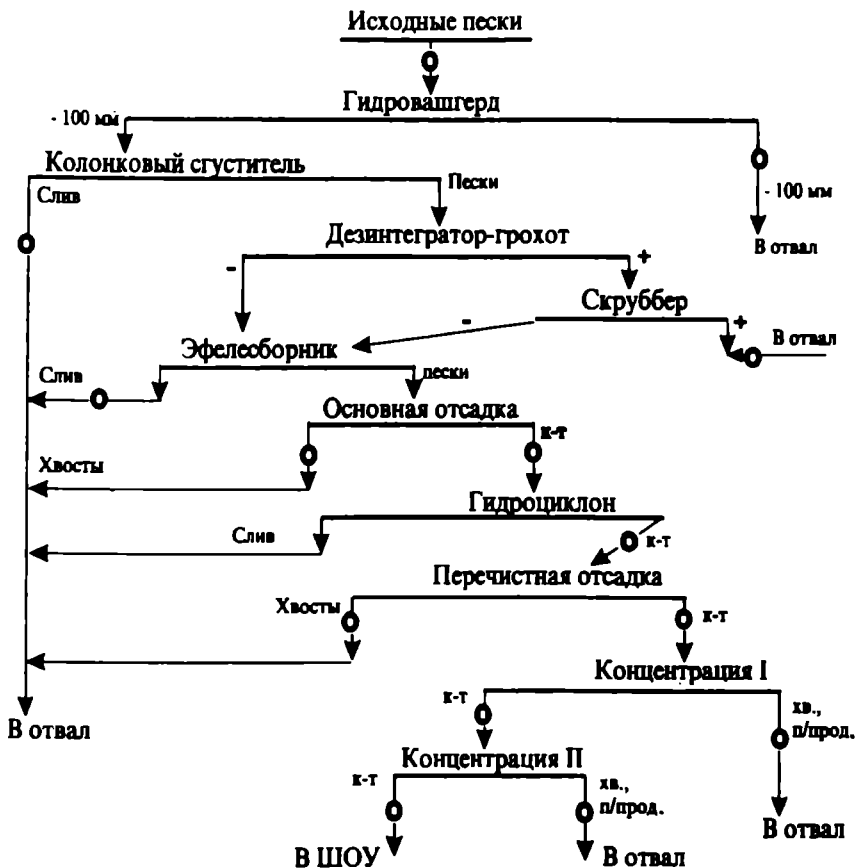 Исходные пески
Гидровашгерд
- 100 мм
Колонковый сгуститель
Слив
Пески
- 100 мм
В отвал
Дезинтегратор-грохот
-
+
Скруббер
-
+
В отвал
Эфелесборник
Слив
пески
Основная отсадка
к-т
Хвосты
Гидроциклон
Слив
к-т
Перечистная отсадка
Хвосты
к-т
Концентрация I
к-т
хв.,
п/прод.
В отвал
Концентрация II
к-т
хв.,
п/прод.
В отвал
В ШОУ
В отвал